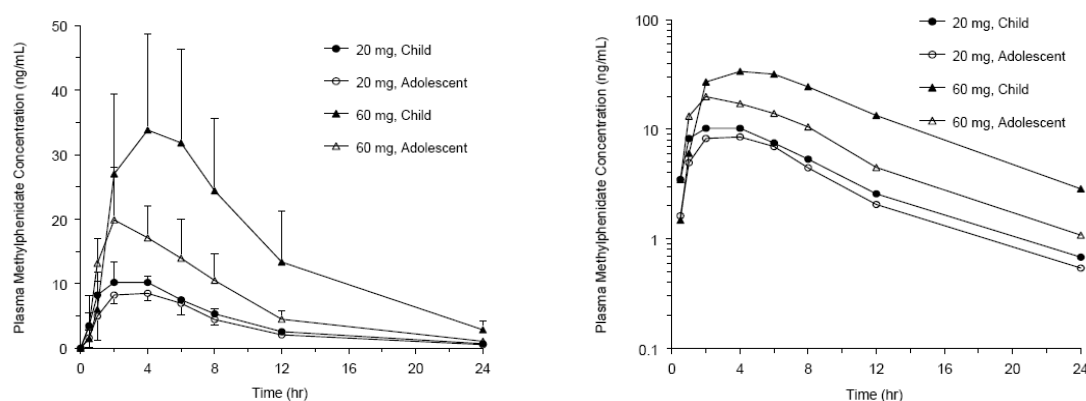 Plasma Methylphenidate Concentration (ng/mL)
50
40
30
20
10
0
20 mg, Child
20 mg, Adolescent
60 mg, Child
60 mg, Adolescent
0 4 8 12 16 20 24
Time (hr)
Plasma Methylphenidate Concentration (ng/mL)
100
10
1
0.1
20 mg, Child
20 mg, Adolescent
60 mg, Child
60 mg, Adolescent
0 4 8 12 16 20 24
Time (hr)